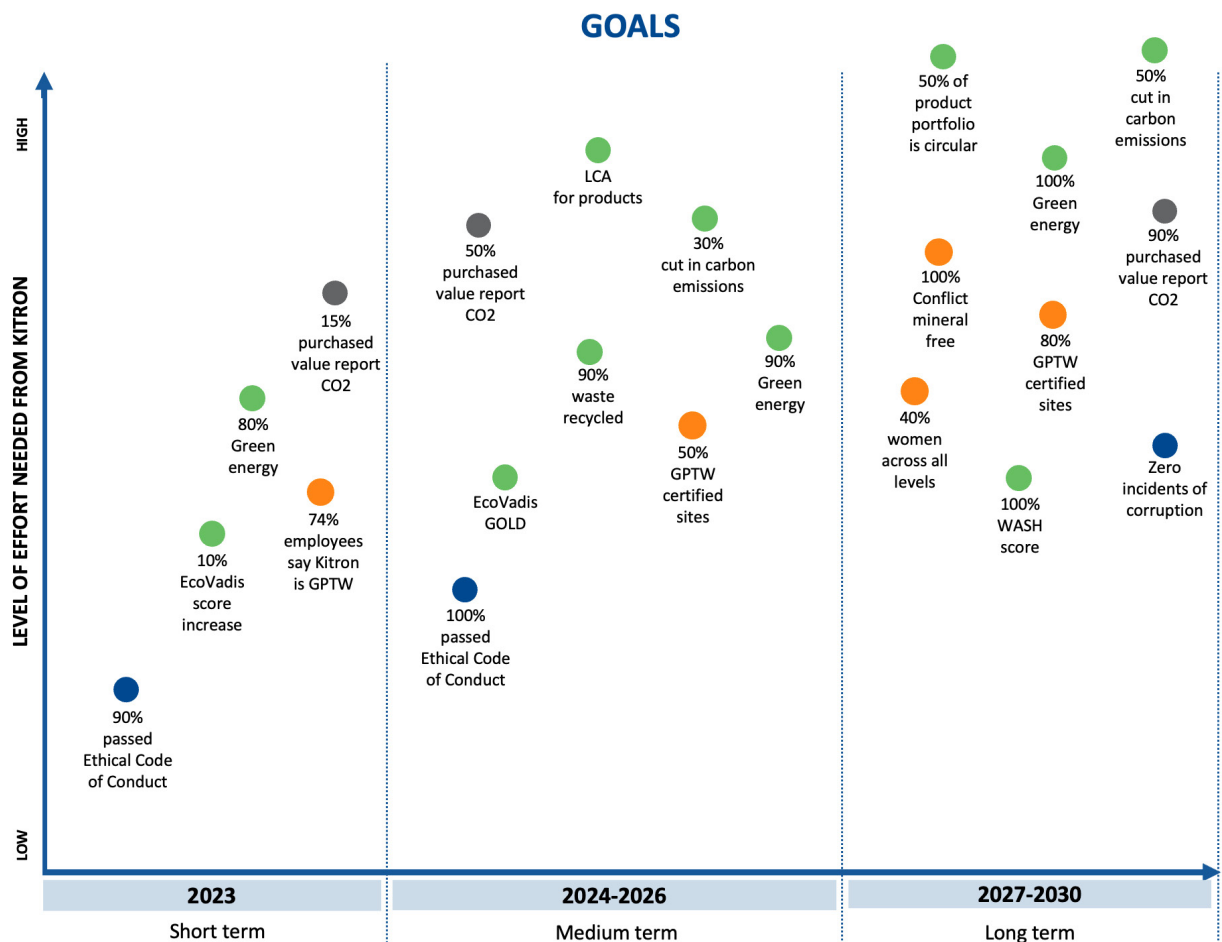 GOALS
HIGH
LEVEL OF EFFORT NEEDED FROM KITRON
LOW
90%
passed
Ethical Code
of Conduct
10%
EcoVadis
score
increase
80%
Green
energy
74%
employees
say Kitron
is GPTW
15%
purchased
value report
CO2
100%
passed
Ethical Code
of Conduct
50%
purchased
value report
CO2
EcoVadis
GOLD
LCA
for products
90%
waste
recycled
30%
cut in carbon
emissions
50%
GPTW
certified
sites
90%
Green
energy
50% of
product
portfolio
is circular
100%
Conflict
mineral
free
40%
women
across all
levels
100%
Green
energy
80%
GPTW
certified
sites
100%
WASH
score
50%
cut in
carbon
emissions
90%
purchased
value report
CO2
Zero
incidents of
corruption
2023
Short term
2024-2026
Medium term
2027-2030
Long term